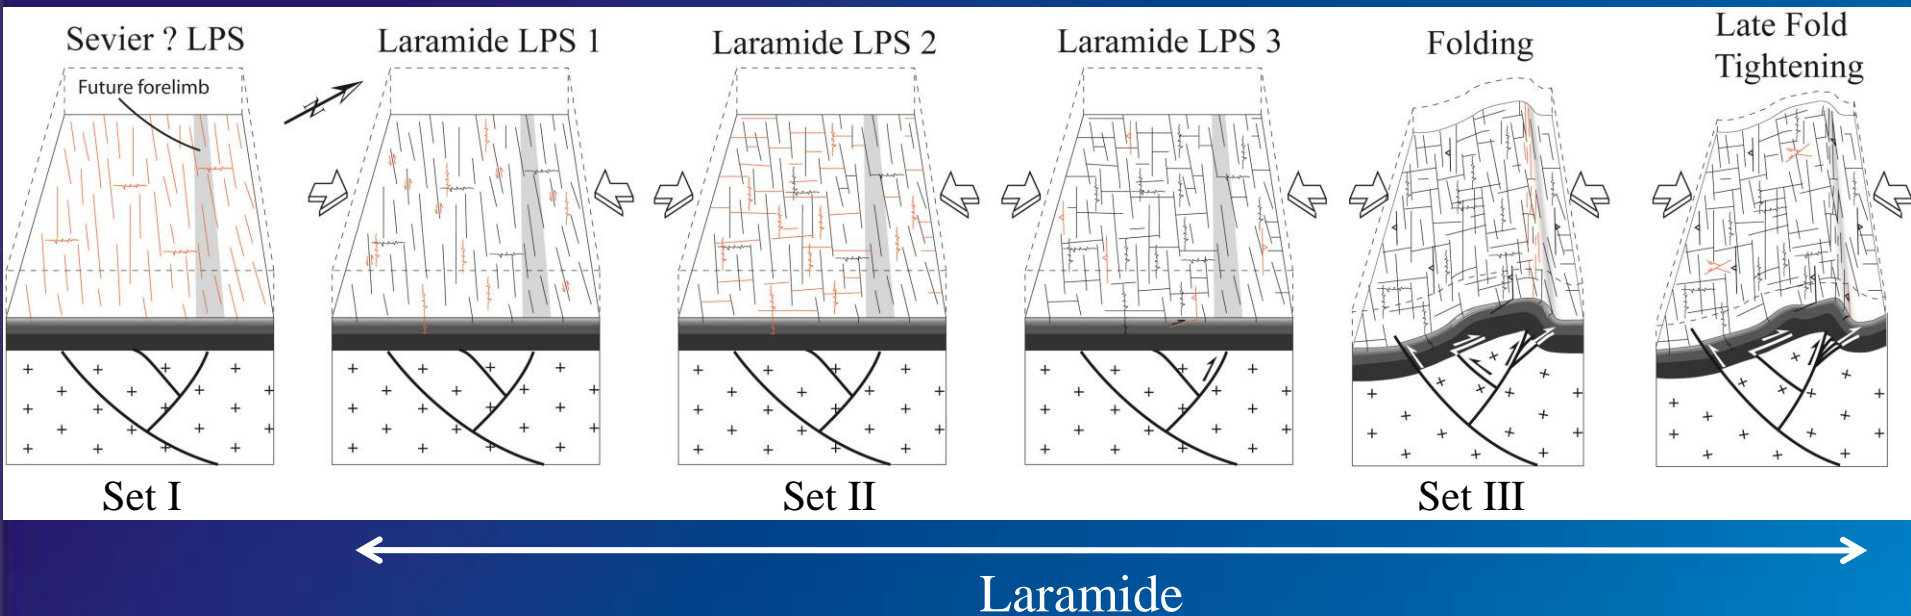 Sevier ? LPS
Laramide LPS 1
Laramide LPS 2
Laramide LPS 3
Folding
Late Fold
Tightening
Future forelimb
N
Set I
Set II
Set III
Laramide